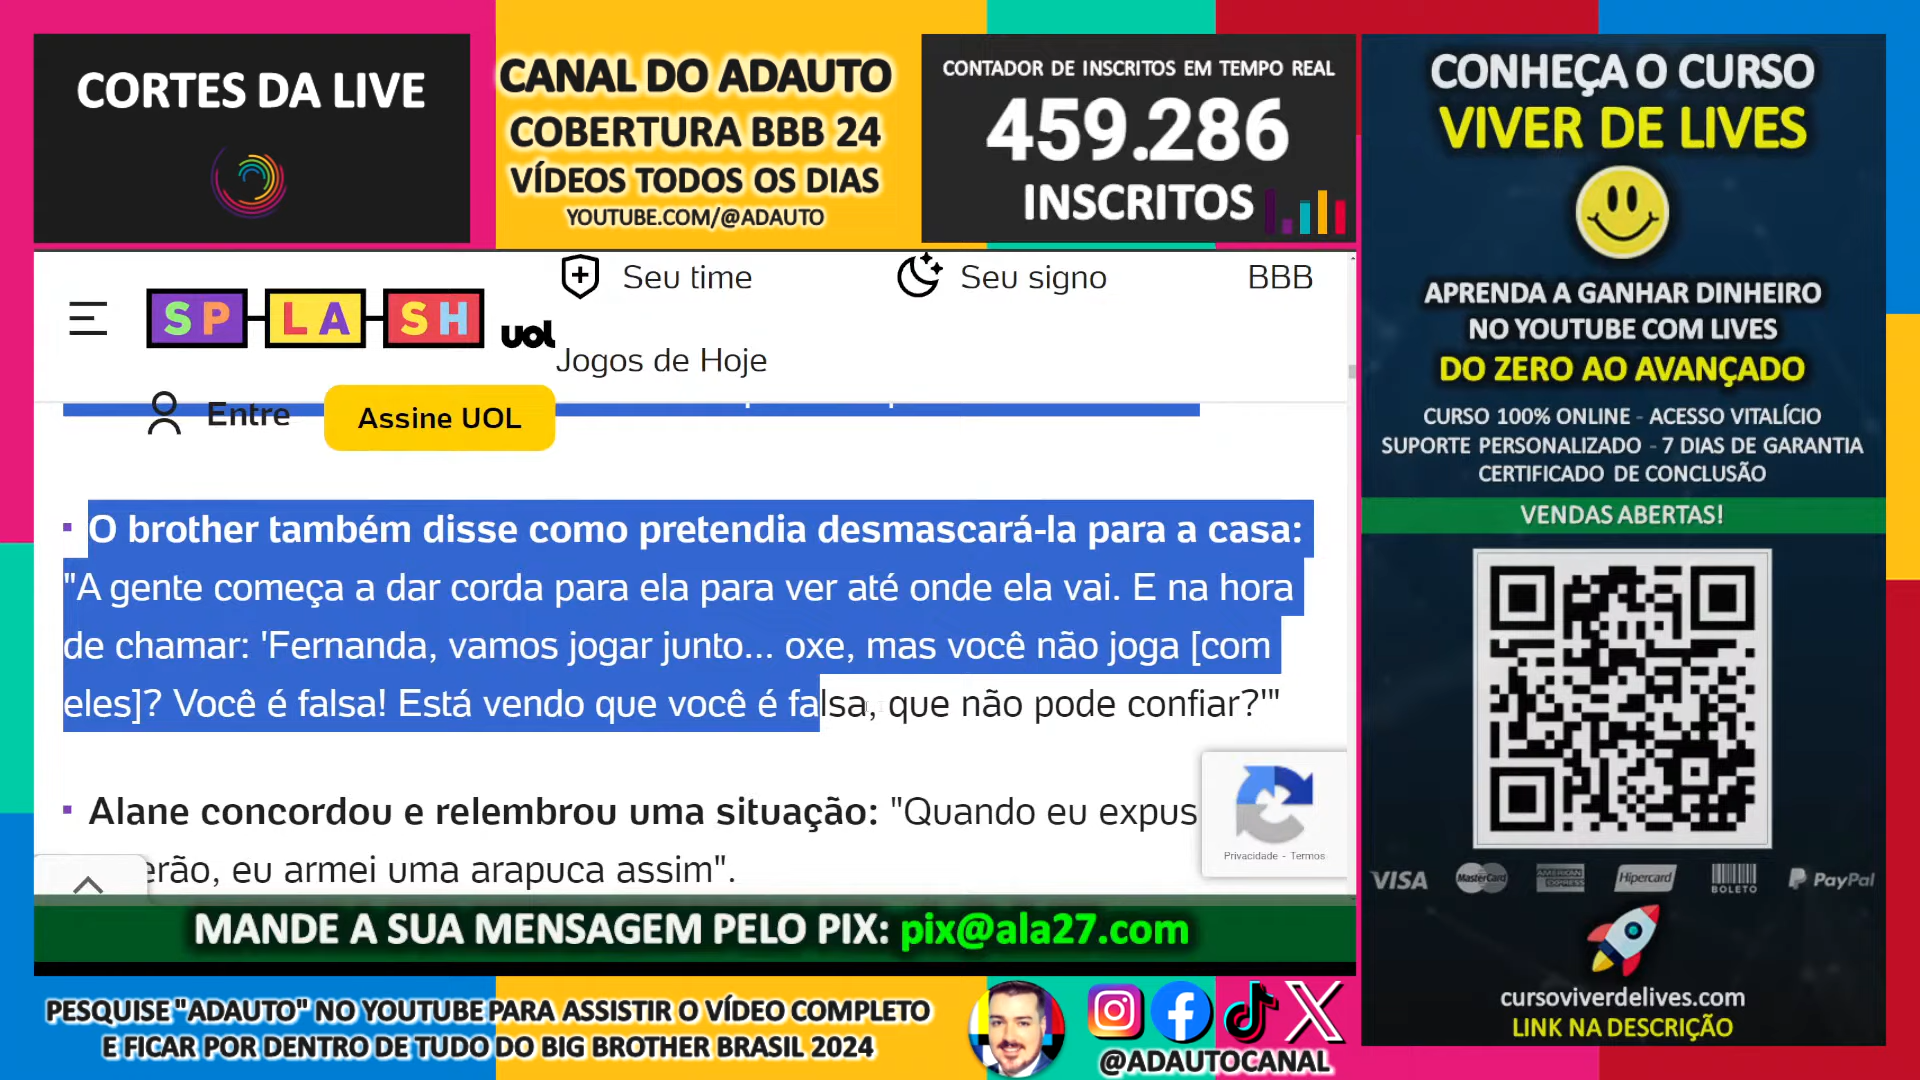 CORTES DA LIVE
CANAL DO ADAUTO
COBERTURA BBB 24
VÍDEOS TODOS OS DIAS
YOUTUBE.COM/@ADAUTO
CONTADOR DE INSCRITOS EM TEMPO REAL
459.286
INSCRITOS
CONHEÇA O CURSO
VIVER DE LIVES
APRENDA A GANHAR DINHEIRO
NO YOUTUBE COM LIVES
DO ZERO AO AVANÇADO
CURSO 100% ONLINE - ACESSO VITALÍCIO
SUPORTE PERSONALIZADO - 7 DIAS DE GARANTIA
CERTIFICADO DE CONCLUSÃO
VENDAS ABERTAS!
VISA MasterCard AMERICAN EXPRESS Hipercard BOLETO PayPal
cursoviverdelives.com
LINK NA DESCRIÇÃO
SPLASH uol
Seu time
Seu signo
BBB
Jogos de Hoje
Entre
Assine UOL
O brother também disse como pretendia desmascará-la para a casa:
"A gente começa a dar corda para ela para ver até onde ela vai. E na hora
de chamar: 'Fernanda, vamos jogar junto... oxe, mas você não joga [com
eles]? Você é falsa! Está vendo que você é falsa, que não pode confiar?'"
Alane concordou e relembrou uma situação: "Quando eu expus
erão, eu armei uma arapuca assim".
Privacidade - Termos
MANDE A SUA MENSAGEM PELO PIX: pix@ala27.com
PESQUISE "ADAUTO" NO YOUTUBE PARA ASSISTIR O VÍDEO COMPLETO
E FICAR POR DENTRO DE TUDO DO BIG BROTHER BRASIL 2024
@ADAUTOCANAL